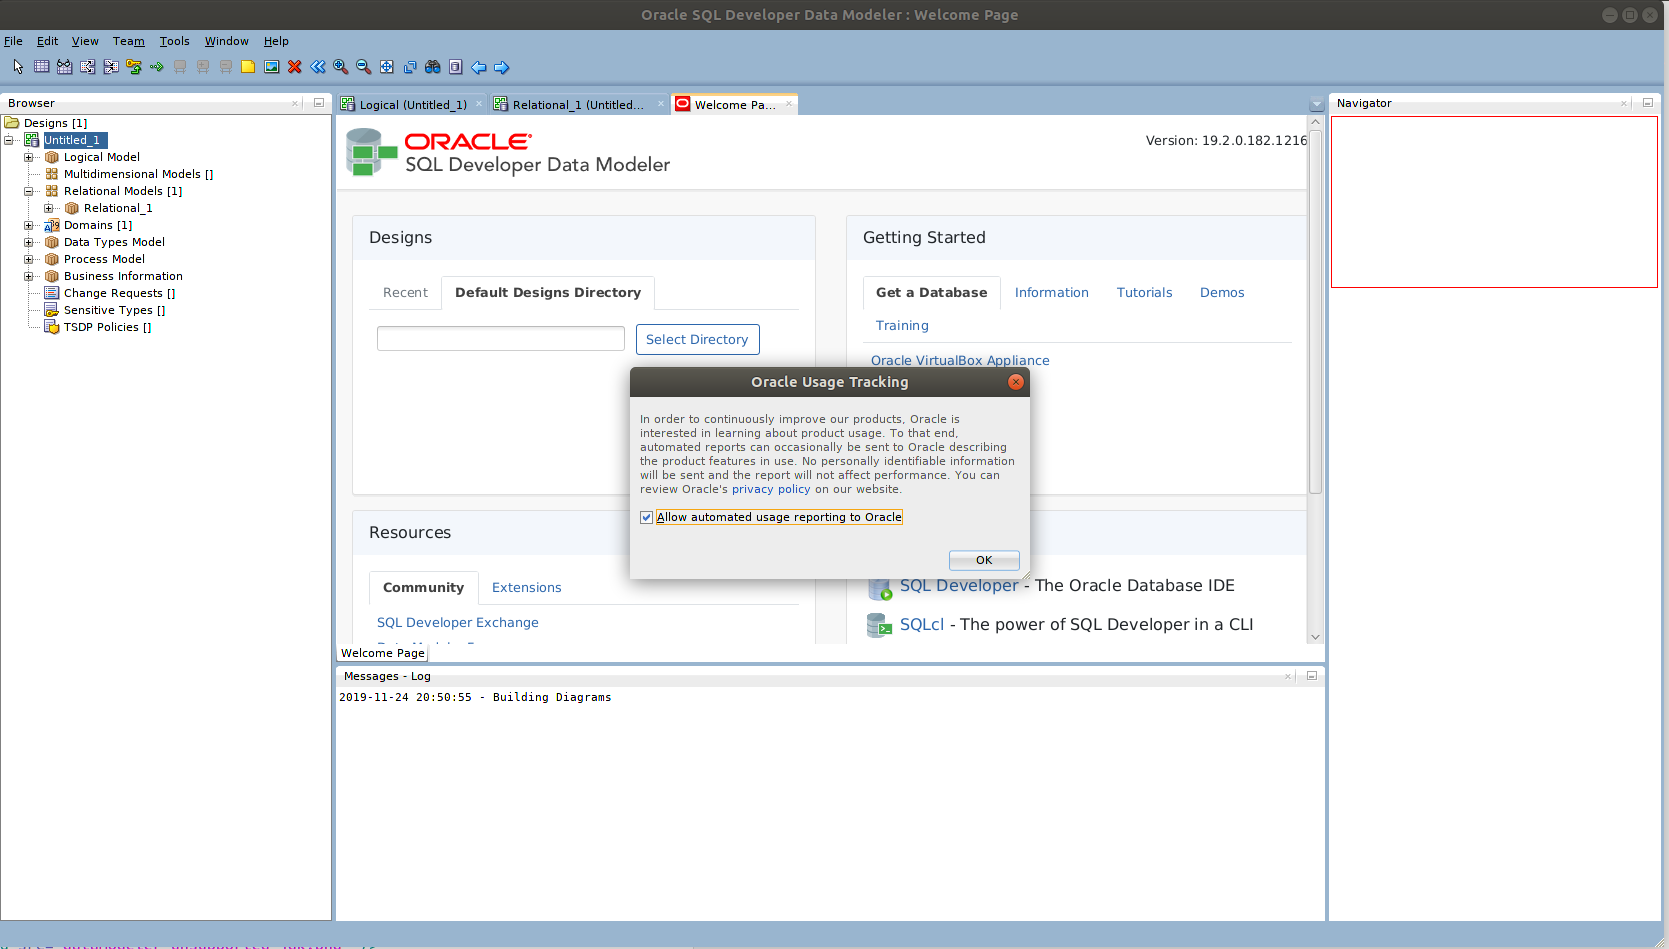 Oracle SQL Developer Data Modeler : Welcome Page
File Edit View Team Tools Window Help
Browser
Designs [1]
Untitled_1
Logical Model
Multidimensional Models []
Relational Models [1]
Relational_1
Domains [1]
Data Types Model
Process Model
Business Information
Change Requests []
Sensitive Types []
TSDP Policies []
Logical (Untitled_1)
Relational_1 (Untitled...
Welcome Pa...
ORACLE
SQL Developer Data Modeler
Version: 19.2.0.182.1216
Designs
Recent
Default Designs Directory
Select Directory
Getting Started
Get a Database
Information
Tutorials
Demos
Training
Oracle VirtualBox Appliance
Oracle Usage Tracking
In order to continuously improve our products, Oracle is
interested in learning about product usage. To that end,
automated reports can occasionally be sent to Oracle describing
the product features in use. No personally identifiable information
will be sent and the report will not affect performance. You can
review Oracle's privacy policy on our website.
Allow automated usage reporting to Oracle
OK
Resources
Community
Extensions
SQL Developer Exchange
SQL Developer - The Oracle Database IDE
SQLcl - The power of SQL Developer in a CLI
Welcome Page
Messages - Log
2019-11-24 20:50:55 - Building Diagrams
Navigator